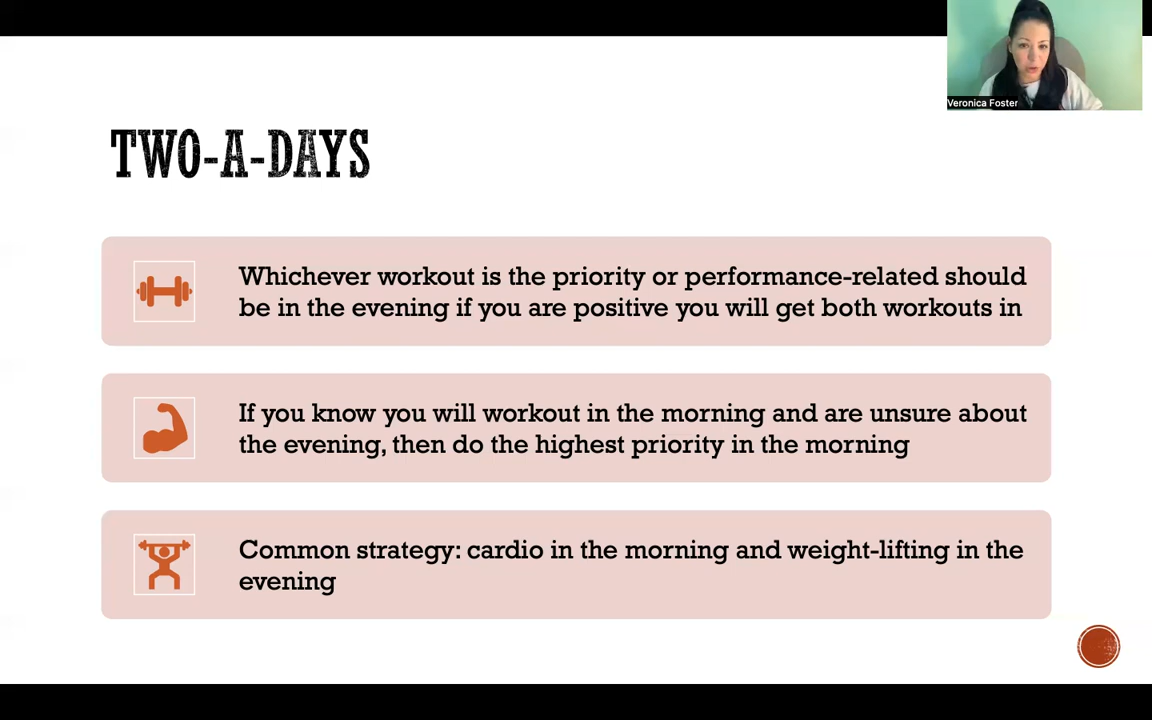 Veronica Foster
TWO-A-DAYS
Whichever workout is the priority or performance-related should
be in the evening if you are positive you will get both workouts in
If you know you will workout in the morning and are unsure about
the evening, then do the highest priority in the morning
Common strategy: cardio in the morning and weight-lifting in the
evening